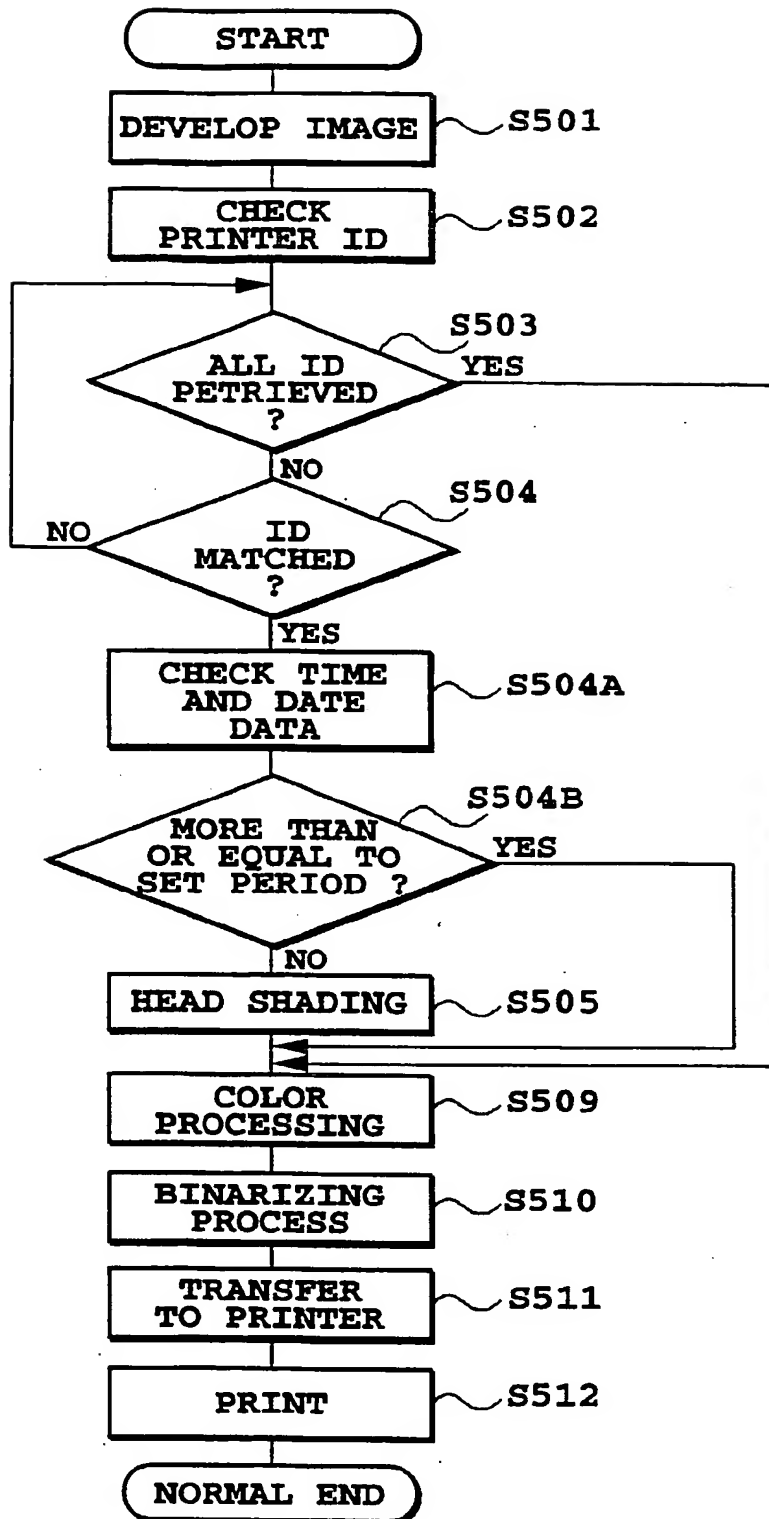 START
DEVELOP IMAGE
S501
CHECK
PRINTER ID
S502
S503
ALL ID
PETRIEVED
?
YES
NO
S504
NO
ID
MATCHED
?
YES
CHECK TIME
AND DATE
DATA
S504A
S504B
MORE THAN
OR EQUAL TO
SET PERIOD ?
YES
NO
HEAD SHADING
S505
COLOR
PROCESSING
S509
BINARIZING
PROCESS
S510
TRANSFER
TO PRINTER
S511
PRINT
S512
NORMAL END